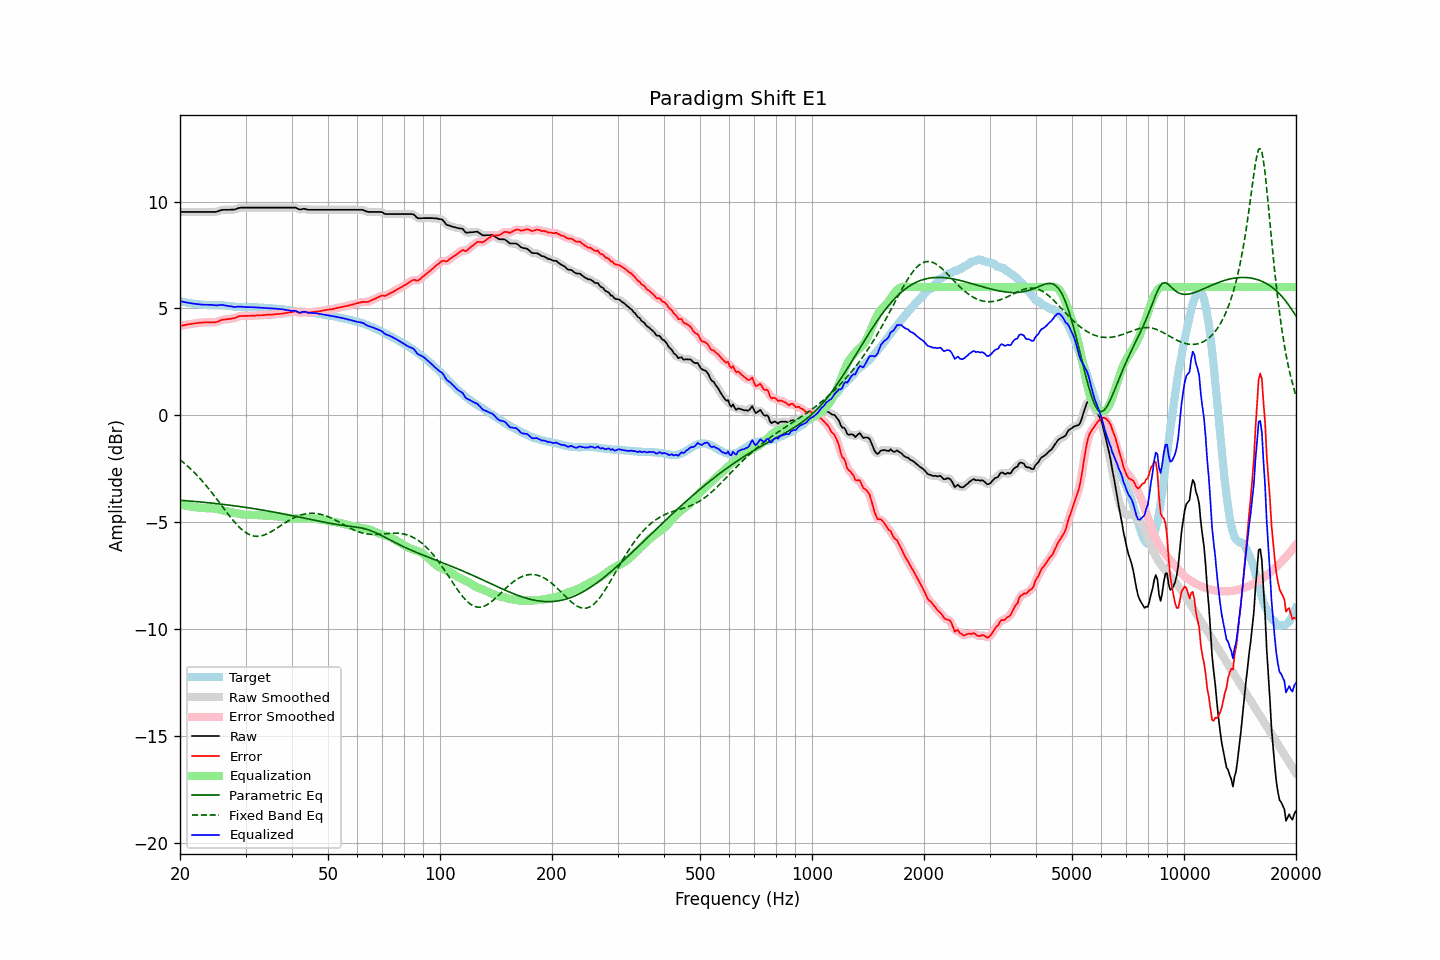 Paradigm Shift E1
Amplitude (dBr)
10
5
0
−5
−10
−15
−20
Target
Raw Smoothed
Error Smoothed
Raw
Error
Equalization
Parametric Eq
Fixed Band Eq
Equalized
20 50 100 200 500 1000 2000 5000 10000 20000
Frequency (Hz)